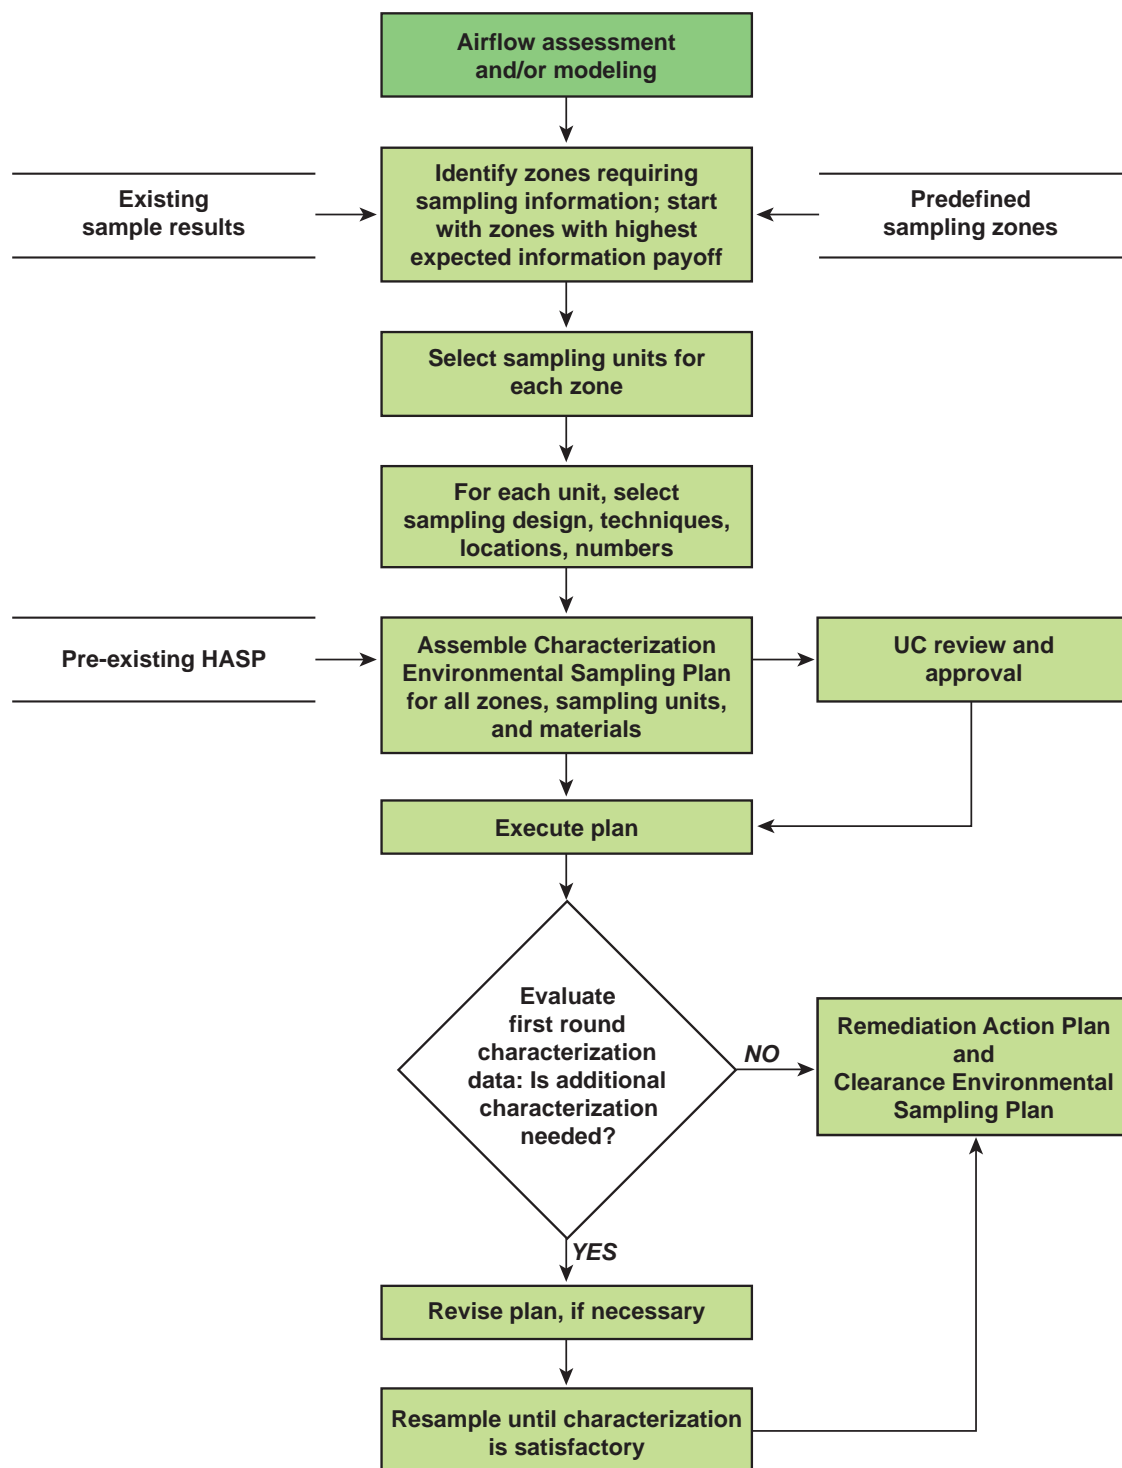 Airflow assessment
and/or modeling
Existing
sample results
Identify zones requiring
sampling information; start
with zones with highest
expected information payoff
Predefined
sampling zones
Select sampling units for
each zone
For each unit, select
sampling design, techniques,
locations, numbers
Pre-existing HASP
Assemble Characterization
Environmental Sampling Plan
for all zones, sampling units,
and materials
UC review and
approval
Execute plan
Evaluate
first round
characterization
data: Is additional
characterization
needed?
NO
Remediation Action Plan
and
Clearance Environmental
Sampling Plan
YES
Revise plan, if necessary
Resample until characterization
is satisfactory